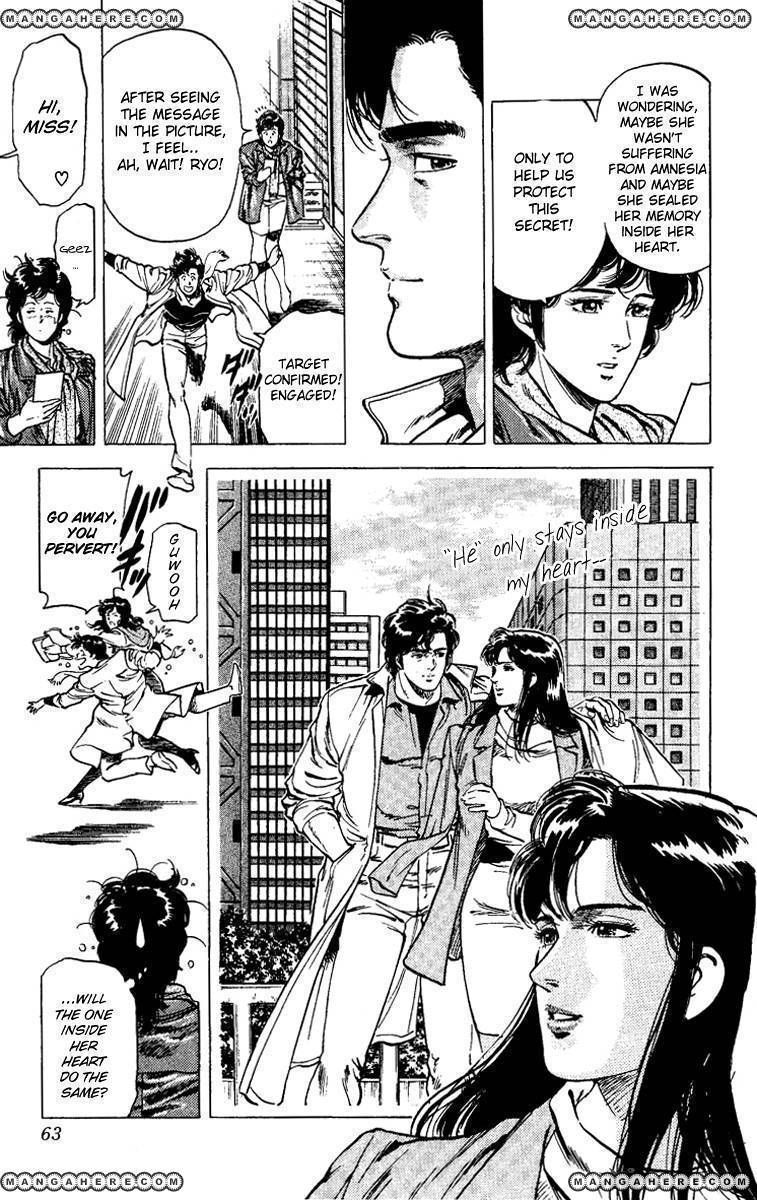 MANGAHERE.COM
MANGAHERE.COM
I WAS
WONDERING,
MAYBE SHE
WASN'T
SUFFERING
FROM AMNESIA
AND MAYBE
SHE SEALED
HER MEMORY
INSIDE HER
HEART.
ONLY TO
HELP US
PROTECT
THIS
SECRET!
AFTER SEEING
THE MESSAGE
IN THE PICTURE,
I FEEL..
AH, WAIT! RYO!
TARGET
CONFIRMED!
ENGAGED!
ダダッ
HI,
MISS!
♡
Geez
...
"He" only stays inside
my heart...
GO AWAY,
YOU
PERVERT!
GUWOOH
...WILL
THE ONE
INSIDE
HER
HEART
DO THE
SAME?
63
MANGAHERE.COM
MANGAHERE.COM